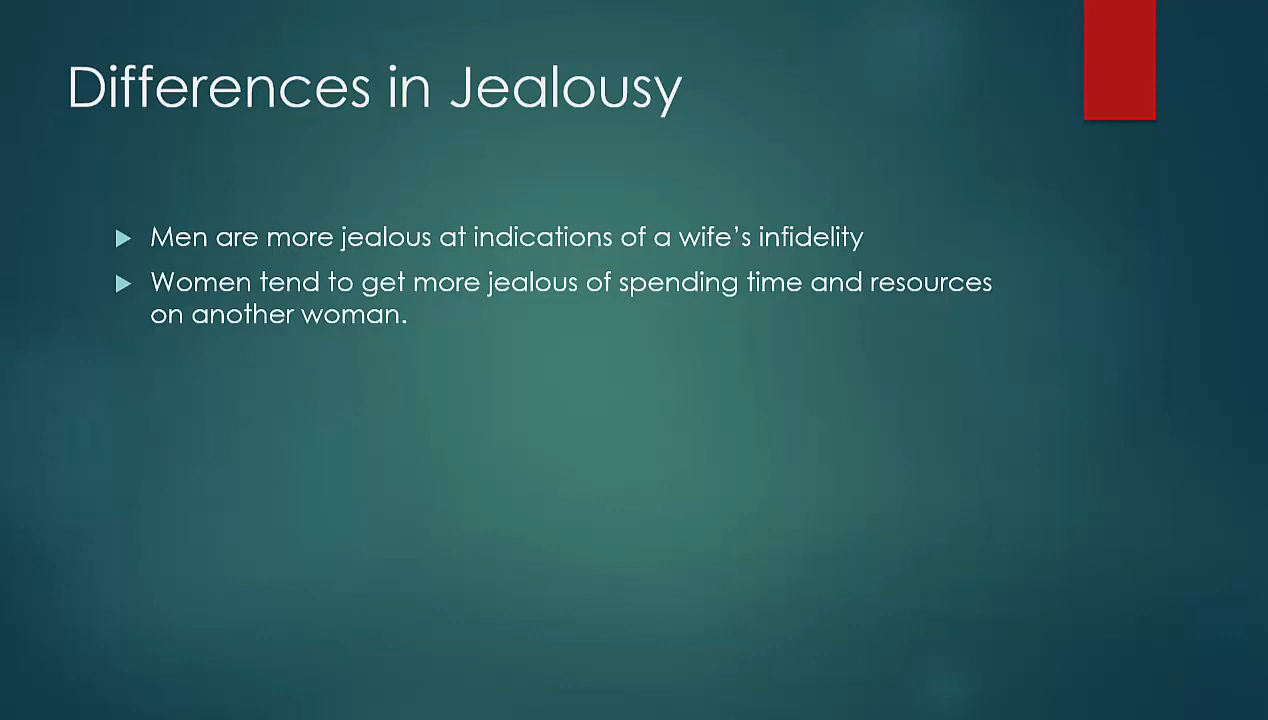 Differences in Jealousy
Men are more jealous at indications of a wife’s infidelity
Women tend to get more jealous of spending time and resources
on another woman.